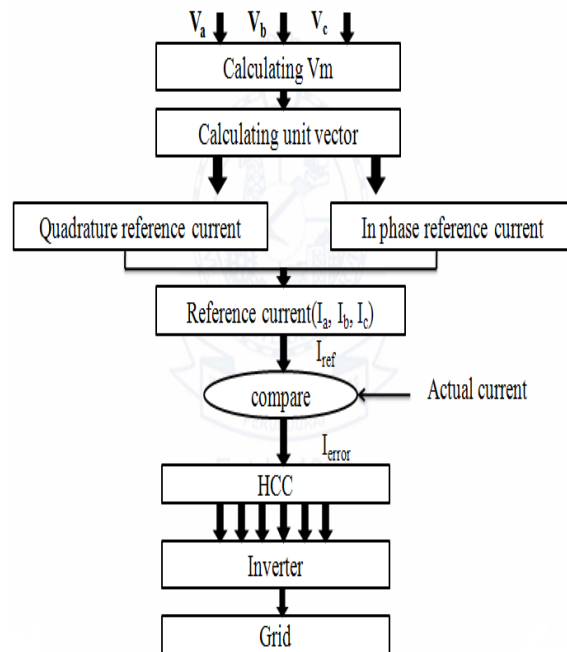 Va Vb Vc
Calculating Vm
Calculating unit vector
Quadrature reference current
In phase reference current
Reference current(Ia, Ib, Ic)
Iref
compare
Actual current
Ierror
HCC
Inverter
Grid